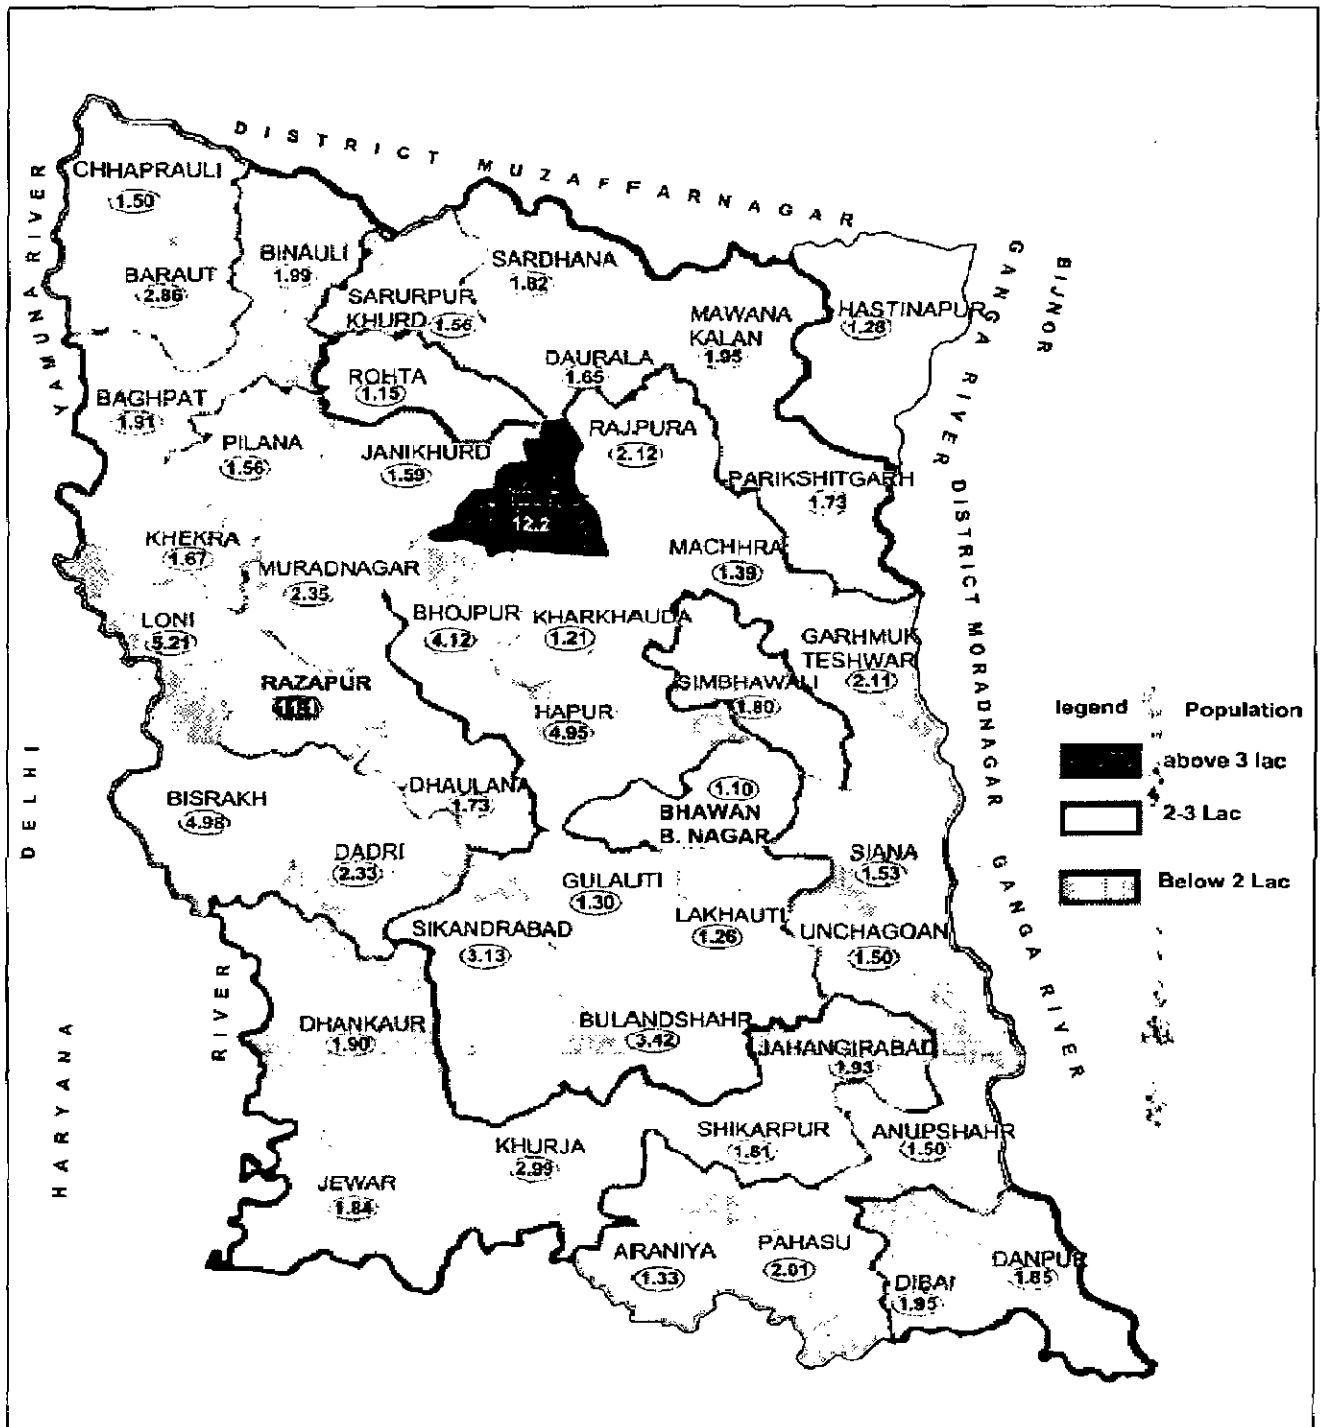 DISTRICT MUZAFFARNAGAR
YAMUNA RIVER
CHHAPRAULI
1.50
BARAUT
2.86
BINAULI
1.99
SARDHANA
1.82
SARURPUR
KHURD 1.56
MAWANA
KALAN
1.95
HASTINAPUR
1.28
GANGA RIVER
BIJNOR
DAURALA
1.65
ROHTA
1.15
BAGHPAT
1.91
PILANA
1.56
JANIKHURD
1.59
RAJPURA
2.12
PARIKSHITGARH
1.73
12.2
KHEKRA
1.67
MURADNAGAR
2.35
MACHHRA
1.39
DISTRICT MORADNAGAR
LONI
5.21
BHOJPUR
4.12
KHARKHAUDA
1.21
GARHMUK
TESHWAR
2.11
RAZAPUR
SIMBHAWALI
1.80
HAPUR
4.95
legend Population
above 3 lac
2-3 Lac
Below 2 Lac
DELHI
BISRAKH
4.98
DHAULANA
1.73
1.10
BHAWAN
B. NAGAR
DADRI
2.33
SIANA
1.53
GULAUTI
1.30
LAKHAUTI
1.26
SIKANDRABAD
3.13
UNCHAGOAN
1.50
GANGA RIVER
RIVER
HARYANA
DHANKAUR
1.90
BULANDSHAHR
3.42
JAHANGIRABAD
1.93
SHIKARPUR
1.81
ANUPSHAHR
1.50
KHURJA
2.99
JEWAR
1.84
ARANIYA
1.33
PAHASU
2.01
DIBAI
1.95
DANPUR
1.85